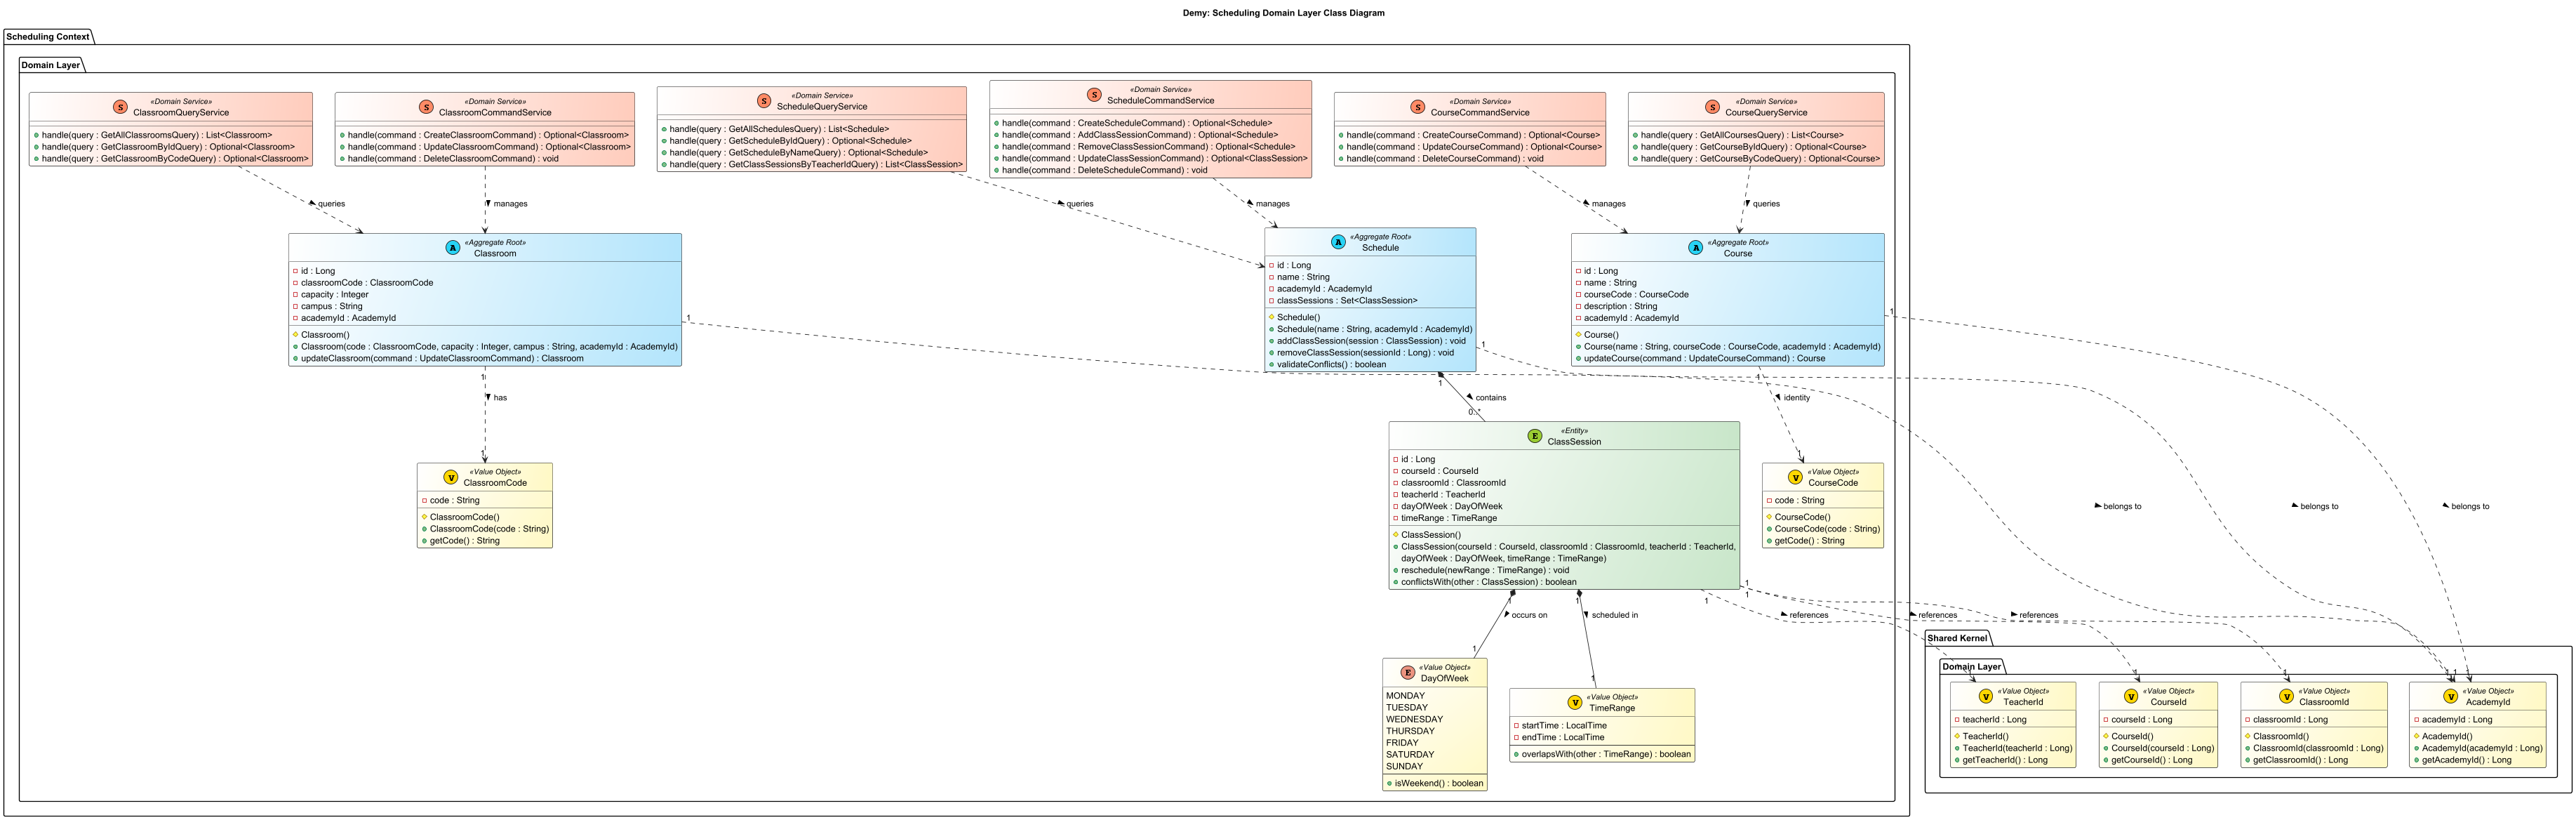 Demy: Scheduling Domain Layer Class Diagram
Scheduling Context
Domain Layer
S «Domain Service»
ClassroomQueryService
handle(query : GetAllClassroomsQuery) : List<Classroom>
handle(query : GetClassroomByIdQuery) : Optional<Classroom>
handle(query : GetClassroomByCodeQuery) : Optional<Classroom>
S «Domain Service»
ClassroomCommandService
handle(command : CreateClassroomCommand) : Optional<Classroom>
handle(command : UpdateClassroomCommand) : Optional<Classroom>
handle(command : DeleteClassroomCommand) : void
S «Domain Service»
ScheduleQueryService
handle(query : GetAllSchedulesQuery) : List<Schedule>
handle(query : GetScheduleByIdQuery) : Optional<Schedule>
handle(query : GetScheduleByNameQuery) : Optional<Schedule>
handle(query : GetClassSessionsByTeacherIdQuery) : List<ClassSession>
S «Domain Service»
ScheduleCommandService
handle(command : CreateScheduleCommand) : Optional<Schedule>
handle(command : AddClassSessionCommand) : Optional<Schedule>
handle(command : RemoveClassSessionCommand) : Optional<Schedule>
handle(command : UpdateClassSessionCommand) : Optional<ClassSession>
handle(command : DeleteScheduleCommand) : void
S «Domain Service»
CourseCommandService
handle(command : CreateCourseCommand) : Optional<Course>
handle(command : UpdateCourseCommand) : Optional<Course>
handle(command : DeleteCourseCommand) : void
S «Domain Service»
CourseQueryService
handle(query : GetAllCoursesQuery) : List<Course>
handle(query : GetCourseByIdQuery) : Optional<Course>
handle(query : GetCourseByCodeQuery) : Optional<Course>
queries
manages
queries
manages
manages
queries
A «Aggregate Root»
Classroom
id : Long
classroomCode : ClassroomCode
capacity : Integer
campus : String
academyId : AcademyId
Classroom()
Classroom(code : ClassroomCode, capacity : Integer, campus : String, academyId : AcademyId)
updateClassroom(command : UpdateClassroomCommand) : Classroom
A «Aggregate Root»
Schedule
id : Long
name : String
academyId : AcademyId
classSessions : Set<ClassSession>
Schedule()
Schedule(name : String, academyId : AcademyId)
addClassSession(session : ClassSession) : void
removeClassSession(sessionId : Long) : void
validateConflicts() : boolean
A «Aggregate Root»
Course
id : Long
name : String
courseCode : CourseCode
description : String
academyId : AcademyId
Course()
Course(name : String, courseCode : CourseCode, academyId : AcademyId)
updateCourse(command : UpdateCourseCommand) : Course
1
1
1
1
1
1
has
contains
identity
0..*
1
1
V «Value Object»
ClassroomCode
code : String
ClassroomCode()
ClassroomCode(code : String)
getCode() : String
E «Entity»
ClassSession
id : Long
courseId : CourseId
classroomId : ClassroomId
teacherId : TeacherId
dayOfWeek : DayOfWeek
timeRange : TimeRange
ClassSession()
ClassSession(courseId : CourseId, classroomId : ClassroomId, teacherId : TeacherId,
dayOfWeek : DayOfWeek, timeRange : TimeRange)
reschedule(newRange : TimeRange) : void
conflictsWith(other : ClassSession) : boolean
V «Value Object»
CourseCode
code : String
CourseCode()
CourseCode(code : String)
getCode() : String
belongs to
belongs to
belongs to
1
1
1
1
1
occurs on
scheduled in
references
references
references
1
1
E «Value Object»
DayOfWeek
MONDAY
TUESDAY
WEDNESDAY
THURSDAY
FRIDAY
SATURDAY
SUNDAY
isWeekend() : boolean
V «Value Object»
TimeRange
startTime : LocalTime
endTime : LocalTime
overlapsWith(other : TimeRange) : boolean
Shared Kernel
Domain Layer
1
1
1
1
1
1
V «Value Object»
TeacherId
teacherId : Long
TeacherId()
TeacherId(teacherId : Long)
getTeacherId() : Long
V «Value Object»
CourseId
courseId : Long
CourseId()
CourseId(courseId : Long)
getCourseId() : Long
V «Value Object»
ClassroomId
classroomId : Long
ClassroomId()
ClassroomId(classroomId : Long)
getClassroomId() : Long
V «Value Object»
AcademyId
academyId : Long
AcademyId()
AcademyId(academyId : Long)
getAcademyId() : Long